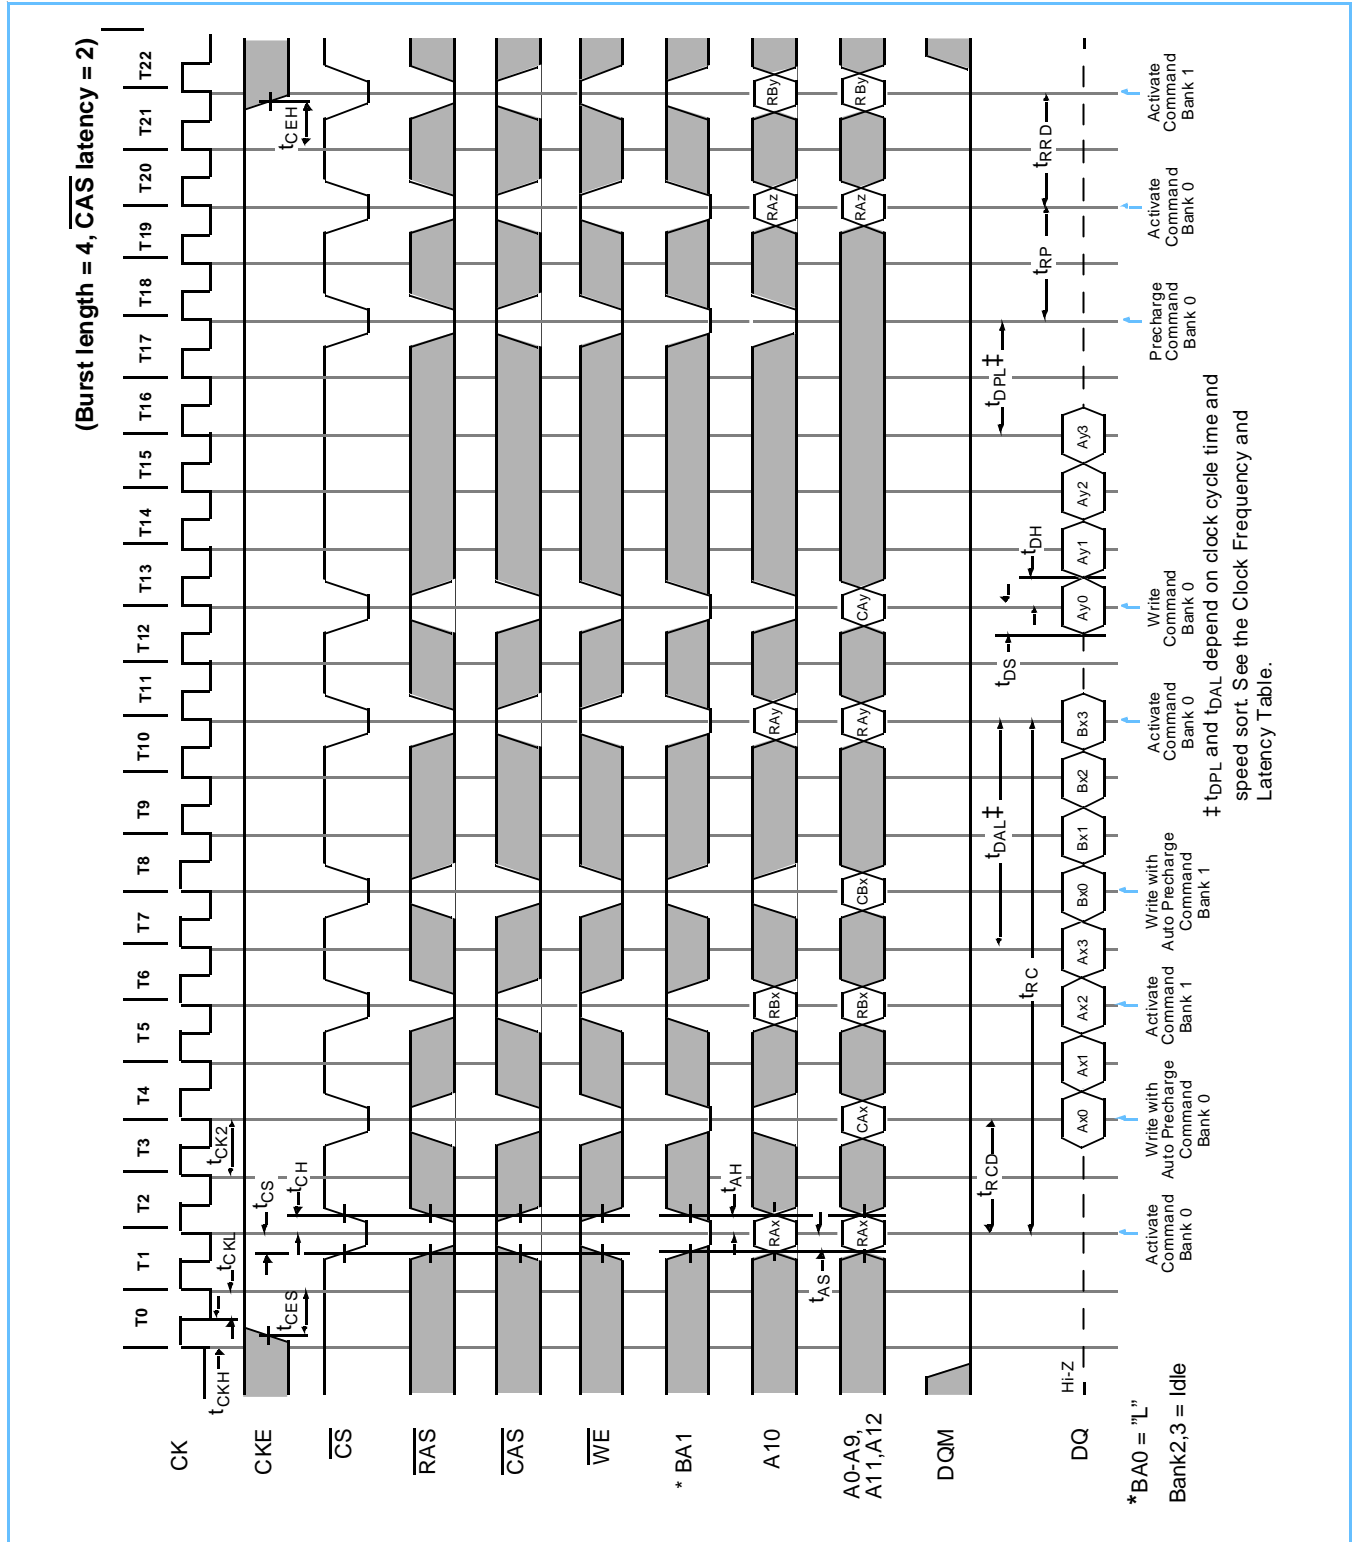 (Burst length = 4, CAS latency = 2)
T0 T1 T2 T3 T4 T5 T6 T7 T8 T9 T10 T11 T12 T13 T14 T15 T16 T17 T18 T19 T20 T21 T22
CK
tCKH
tCKL
tCK2
CKE
tCES
tCS
tCH
tCEH
CS
RAS
CAS
WE
* BA1
tAH
A10
RAx
RBx
RAy
RAz
RBy
tAS
A0-A9,
A11,A12
RAx
CAx
RBx
CBx
RAy
CAy
RAz
RBy
DQM
tRCD
tDAL‡
tDS
tDPL‡
tRC
tDH
tRP
tRRD
Hi-Z
DQ
Ax0
Ax1
Ax2
Ax3
Bx0
Bx1
Bx2
Bx3
Ay0
Ay1
Ay2
Ay3
Activate
Command
Bank 0
Write with
Auto Precharge
Command
Bank 0
Activate
Command
Bank 1
Write with
Auto Precharge
Command
Bank 1
Activate
Command
Bank 0
Write
Command
Bank 0
Precharge
Command
Bank 0
Activate
Command
Bank 0
Activate
Command
Bank 1
*BA0 = ”L”
Bank2,3 = Idle
‡ tDPL and tDAL depend on clock cycle time and
speed sort. See the Clock Frequency and
Latency Table.